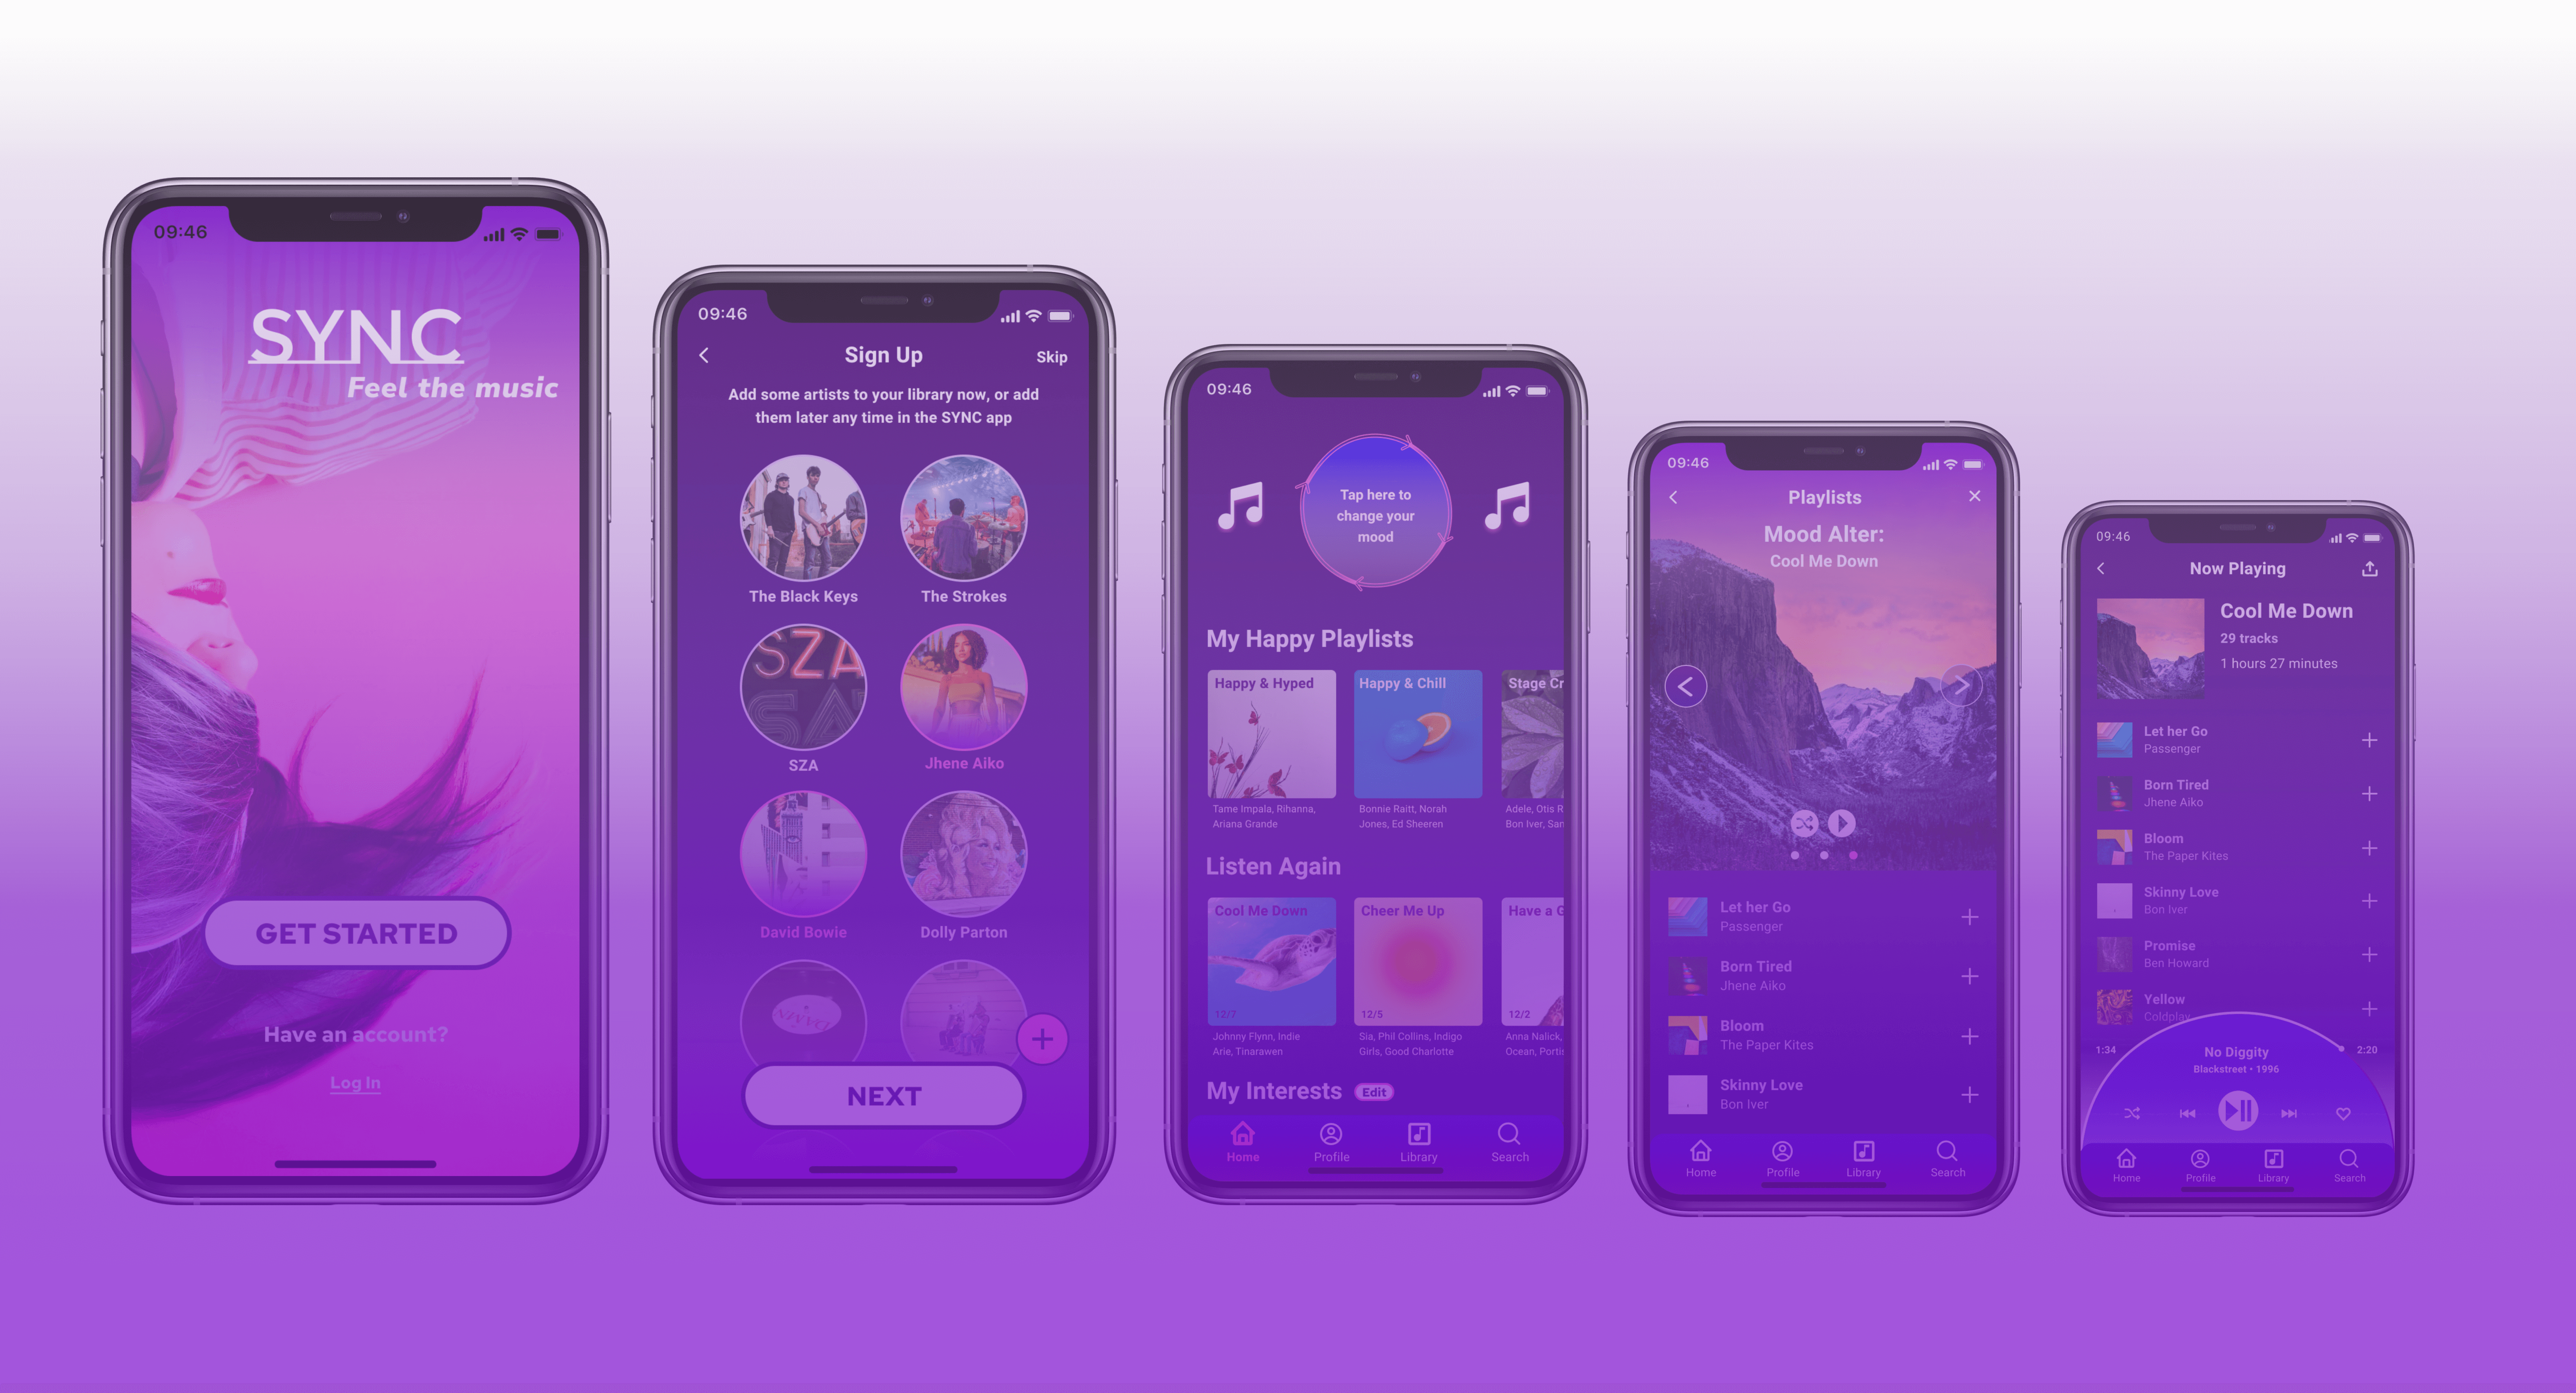 09:46
SYNC
Feel the music
GET STARTED
Have an account?
Log In
09:46
Sign Up
Skip
Add some artists to your library now, or add
them later any time in the SYNC app
The Black Keys
The Strokes
SZA
SZA
Jhene Aiko
David Bowie
Dolly Parton
NEXT
09:46
Tap here to
change your
mood
My Happy Playlists
Happy & Hyped
Happy & Chill
Stage Cr
Tame Impala, Rihanna,
Ariana Grande
Bonnie Raitt, Norah
Jones, Ed Sheeren
Adele, Otis R
Bon Iver, San
Listen Again
Cool Me Down
12/7
Cheer Me Up
12/5
Have a G
12/2
Johnny Flynn, Indie
Arie, Tinarawen
Sia, Phil Collins, Indigo
Girls, Good Charlotte
Anna Nalick,
Ocean, Portis
My Interests
Edit
Home
Profile
Library
Search
09:46
Playlists
Mood Alter:
Cool Me Down
Let her Go
Passenger
Born Tired
Jhene Aiko
Bloom
The Paper Kites
Skinny Love
Bon Iver
Home
Profile
Library
Search
09:46
Now Playing
Cool Me Down
29 tracks
1 hours 27 minutes
Let her Go
Passenger
Born Tired
Jhene Aiko
Bloom
The Paper Kites
Skinny Love
Bon Iver
Promise
Ben Howard
Yellow
Coldplay
1:34
2:20
No Diggity
Blackstreet • 1996
Home
Profile
Library
Search